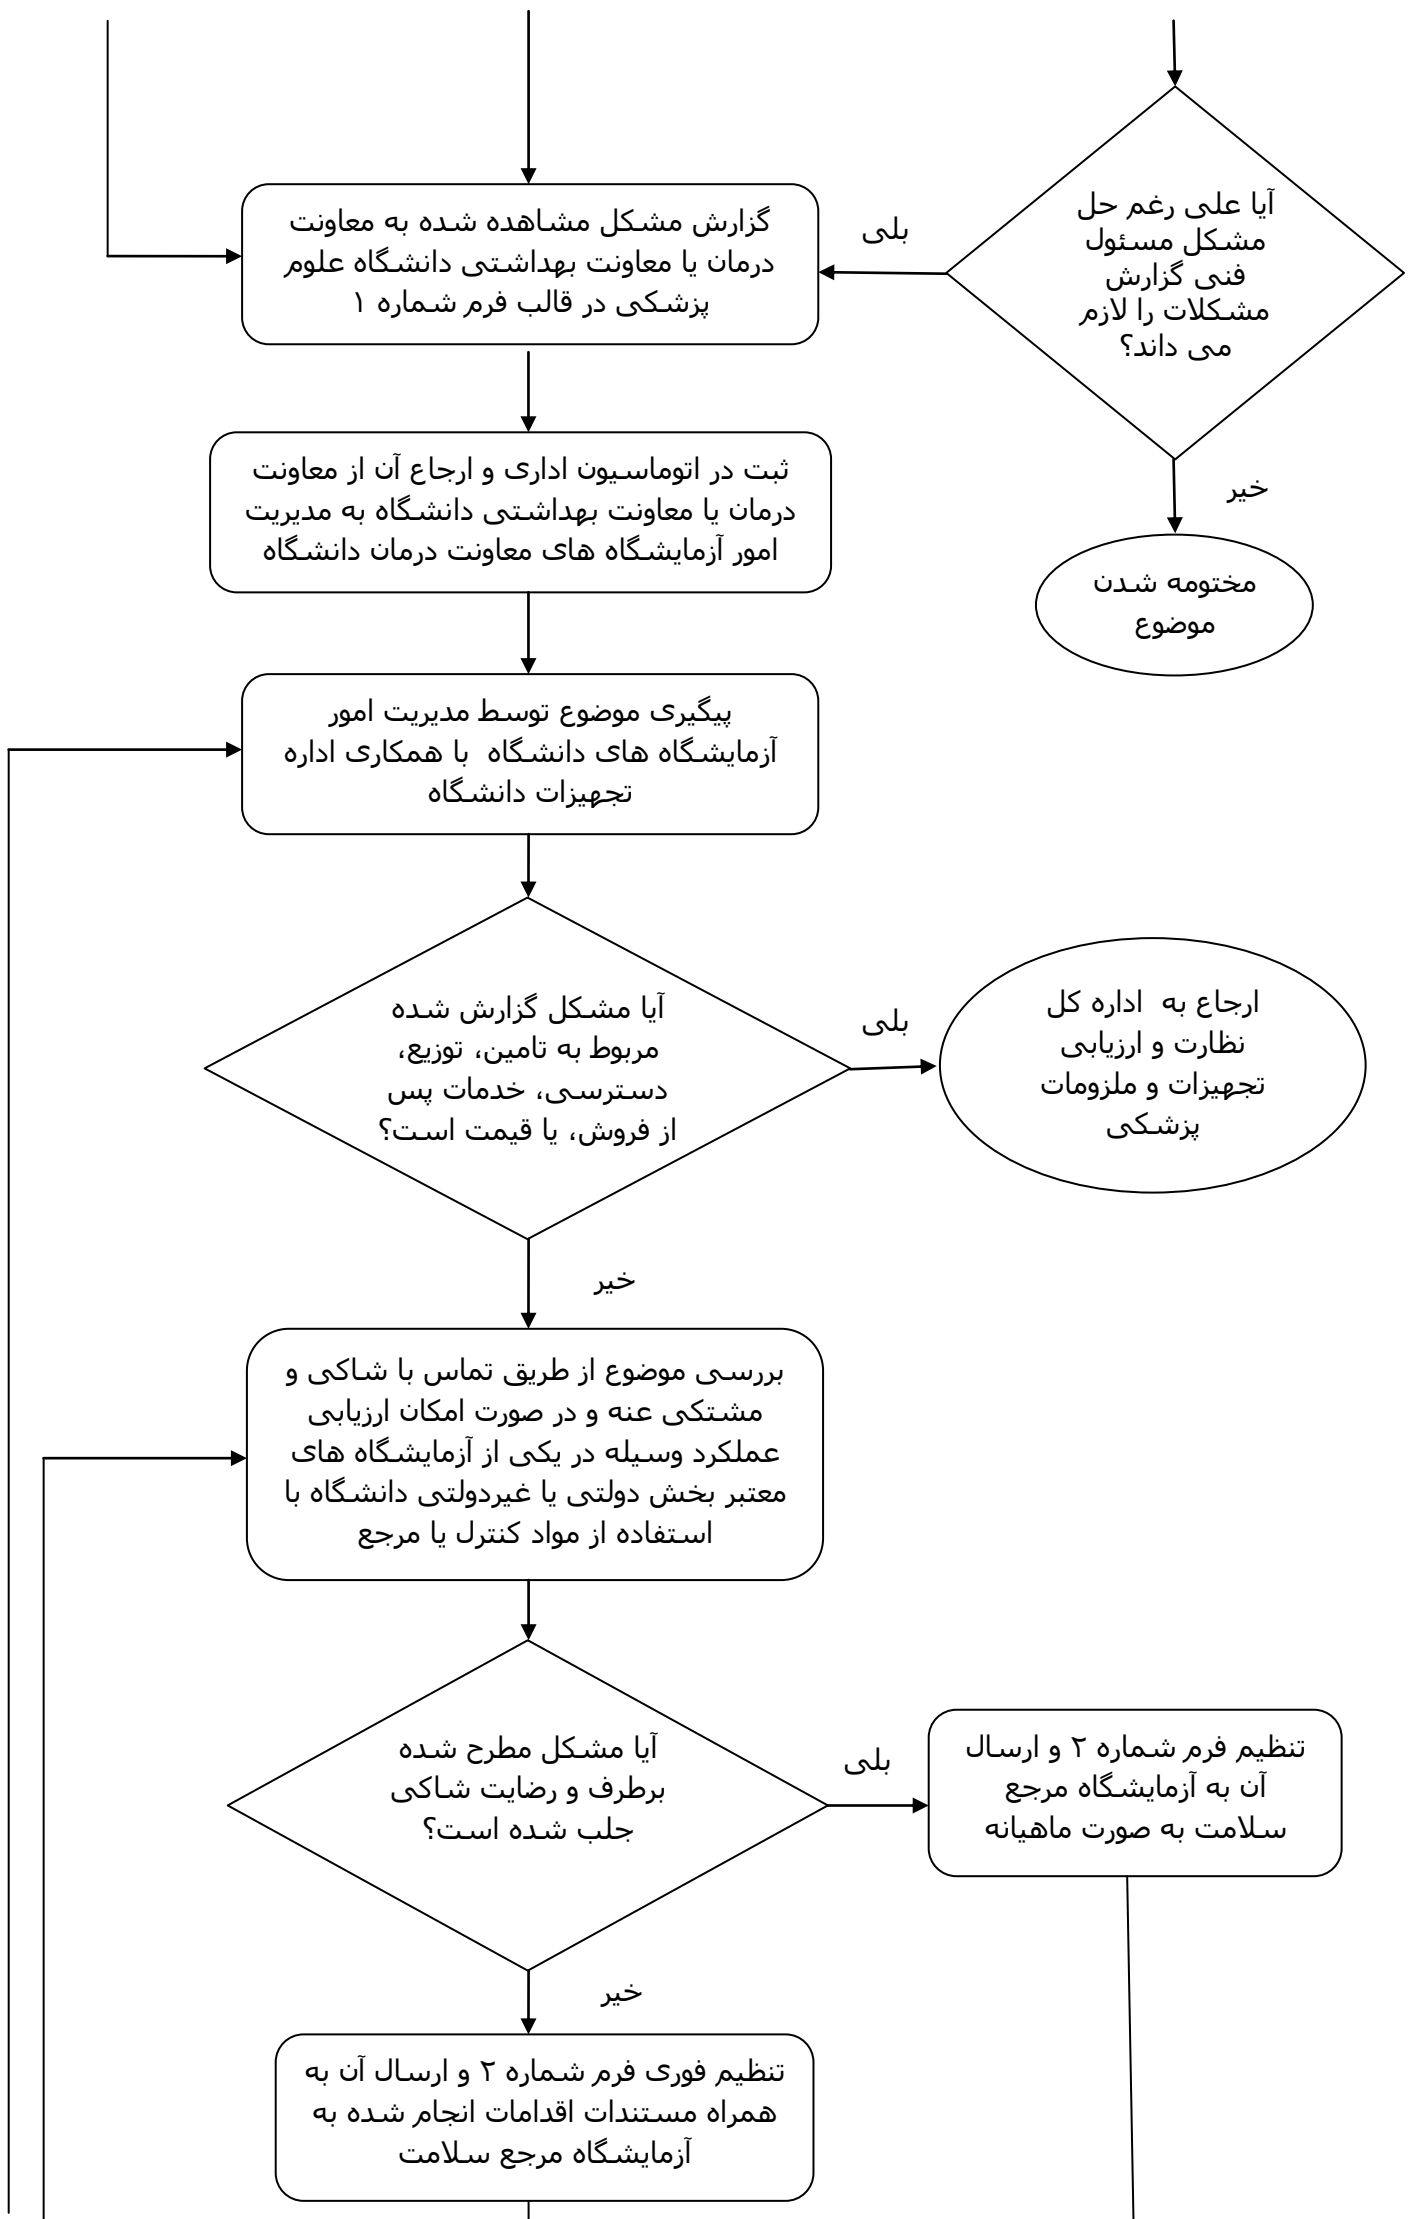 آیا علی رغم حل
مشکل مسئول
فنی گزارش
مشکلات را لازم
می داند؟
بلی
گزارش مشکل مشاهده شده به معاونت
درمان یا معاونت بهداشتی دانشگاه علوم
پزشکی در قالب فرم شماره ۱
خیر
مختومه شدن
موضوع
ثبت در اتوماسیون اداری و ارجاع آن از معاونت
درمان یا معاونت بهداشتی دانشگاه به مدیریت
امور آزمایشگاه های معاونت درمان دانشگاه
پیگیری موضوع توسط مدیریت امور
آزمایشگاه های دانشگاه با همکاری اداره
تجهیزات دانشگاه
آیا مشکل گزارش شده
مربوط به تامین، توزیع،
دسترسی، خدمات پس
از فروش، یا قیمت است؟
بلی
ارجاع به اداره کل
نظارت و ارزیابی
تجهیزات و ملزومات
پزشکی
خیر
بررسی موضوع از طریق تماس با شاکی و
مشتکی عنه و در صورت امکان ارزیابی
عملکرد وسیله در یکی از آزمایشگاه های
معتبر بخش دولتی یا غیردولتی دانشگاه با
استفاده از مواد کنترل یا مرجع
آیا مشکل مطرح شده
برطرف و رضایت شاکی
جلب شده است؟
بلی
تنظیم فرم شماره ۲ و ارسال
آن به آزمایشگاه مرجع
سلامت به صورت ماهیانه
خیر
تنظیم فوری فرم شماره ۲ و ارسال آن به
همراه مستندات اقدامات انجام شده به
آزمایشگاه مرجع سلامت